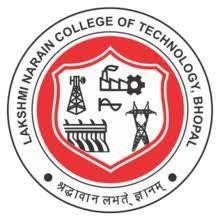 LAKSHMI NARAIN COLLEGE OF TECHNOLOGY, BHOPAL
• श्रद्धावान लभते ज्ञानम् •